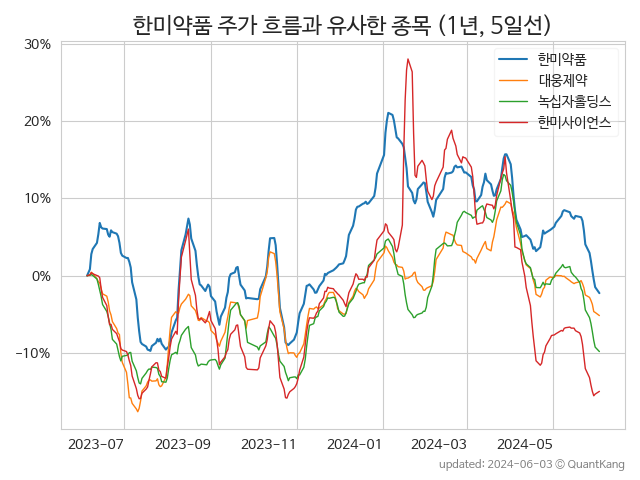 한미약품 주가 흐름과 유사한 종목 (1년, 5일선)
한미약품
대웅제약
녹십자홀딩스
한미사이언스
30%
20%
10%
0%
−10%
2023-07
2023-09
2023-11
2024-01
2024-03
2024-05
updated: 2024-06-03 © QuantKang